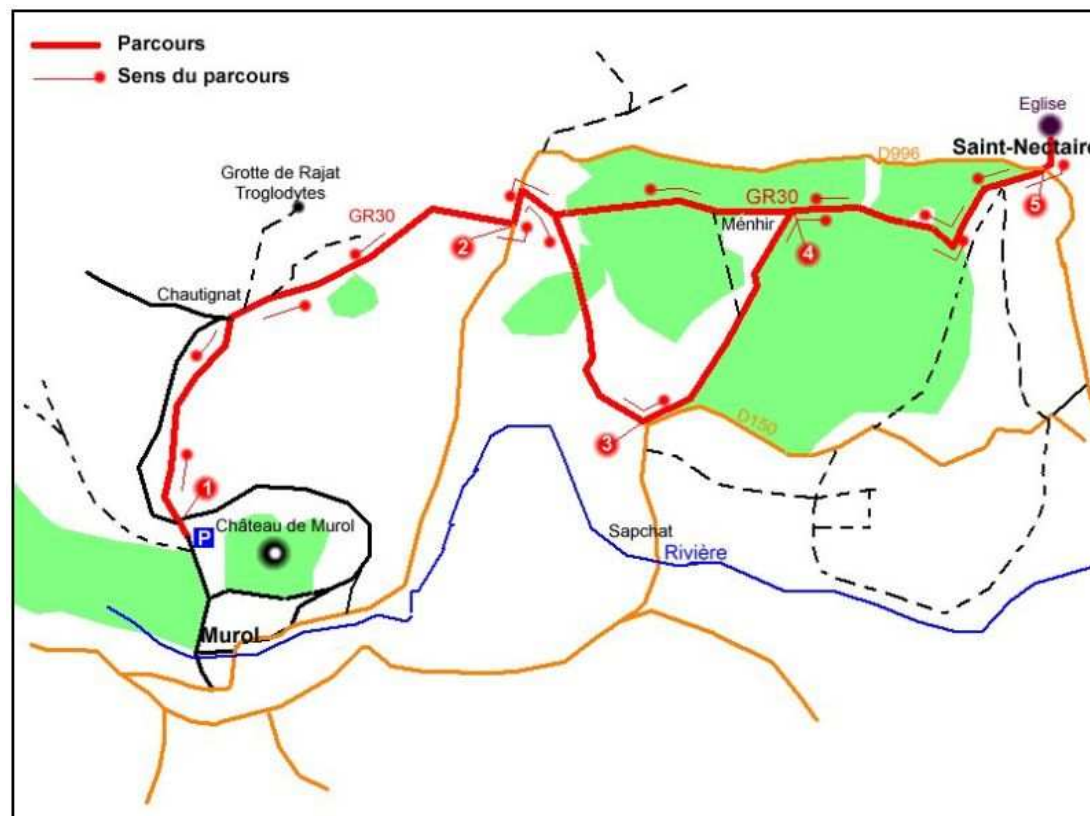 Parcours
Sens du parcours
Eglise
Saint-Nectaire
D996
Grotte de Rajat
Troglodytes
GR30
GR30
2
Ménhir
4
5
Chautignat
3
D150
1
Château de Murol
P
Sapchat
Rivière
Murol